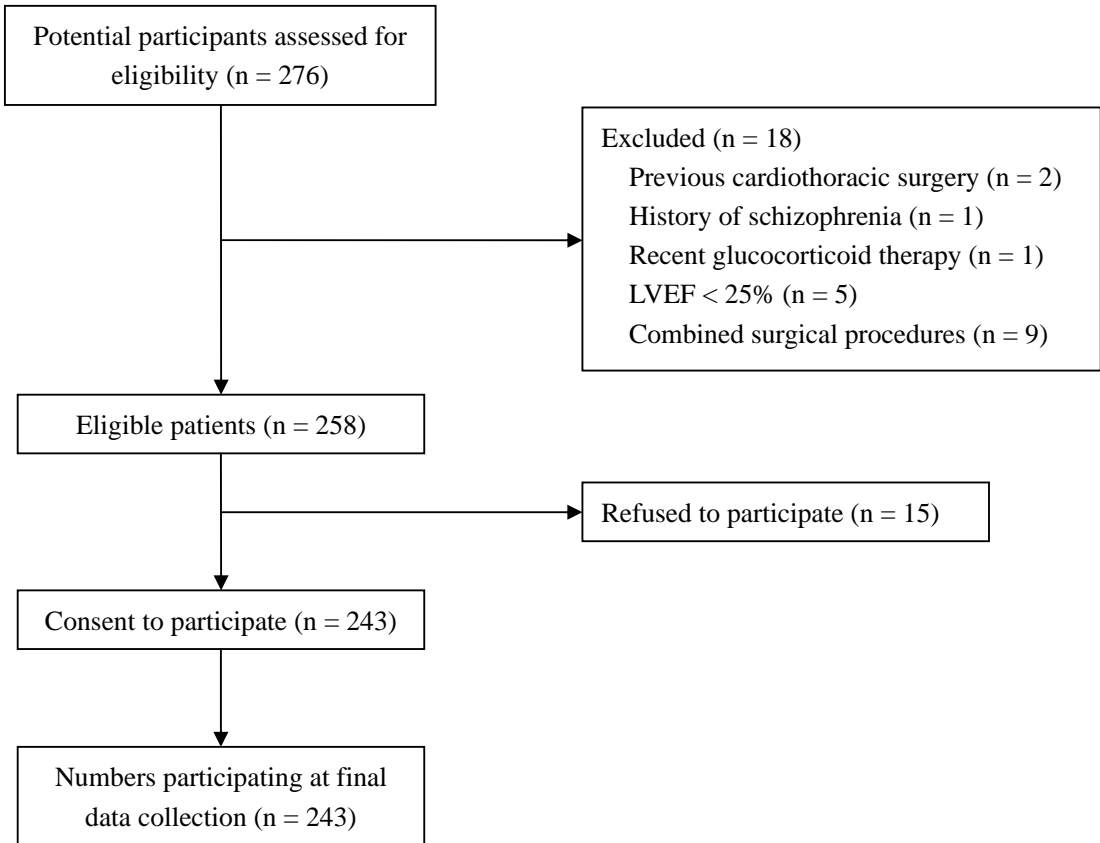 Potential participants assessed for
eligibility (n = 276)
Excluded (n = 18)
Previous cardiothoracic surgery (n = 2)
History of schizophrenia (n = 1)
Recent glucocorticoid therapy (n = 1)
LVEF < 25% (n = 5)
Combined surgical procedures (n = 9)
Eligible patients (n = 258)
Refused to participate (n = 15)
Consent to participate (n = 243)
Numbers participating at final
data collection (n = 243)